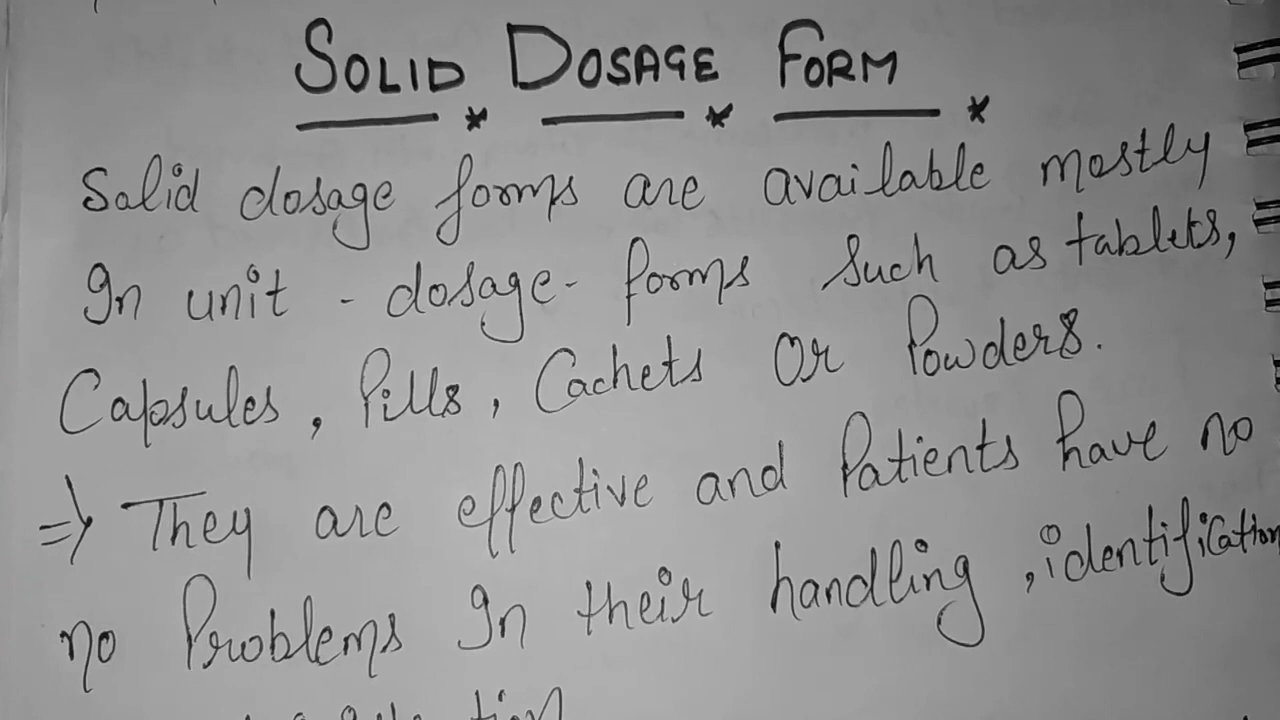 SOLID DOSAGE FORM
Solid dosage forms are available mostly
In unit - dosage - forms such as tablets,
Capsules, Pills, Cachets Or Powders.
=> They are effective and Patients have no
no Problems In their handling, identification